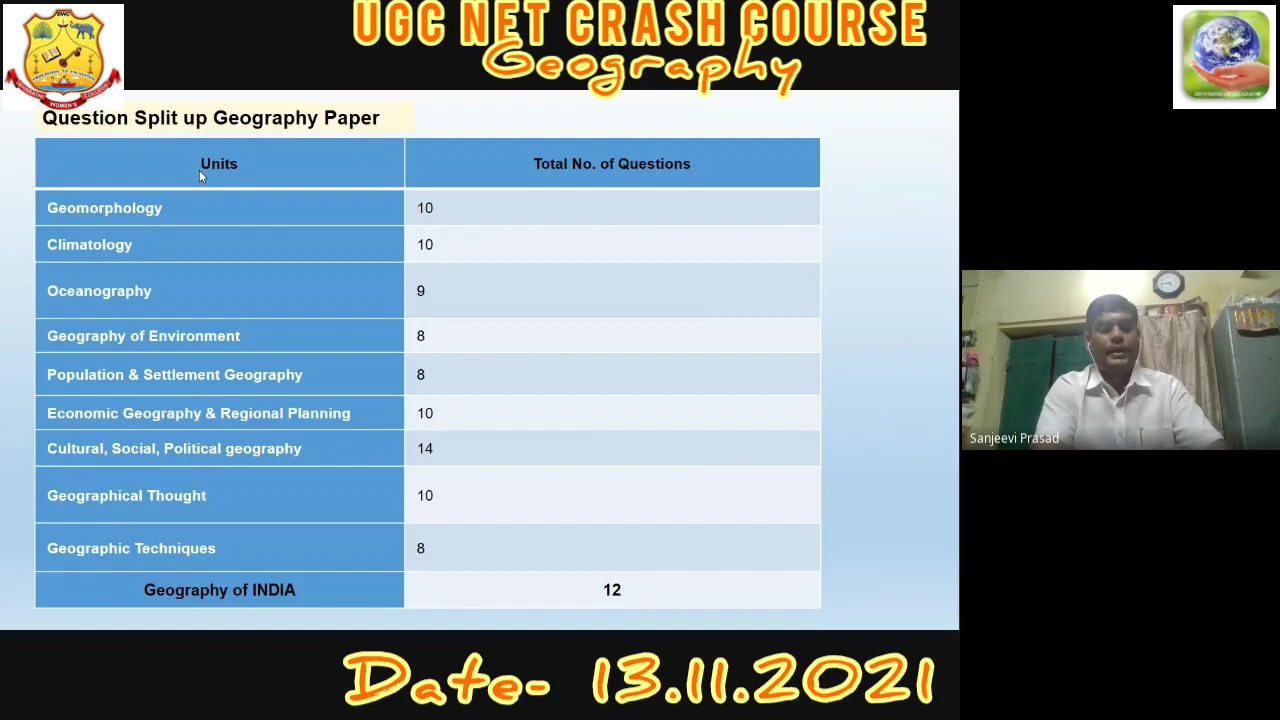 UGC NET CRASH COURSE
Geography
Question Split up Geography Paper
Units Total No. of Questions
Geomorphology 10
Climatology 10
Oceanography 9
Geography of Environment 8
Population & Settlement Geography 8
Economic Geography & Regional Planning 10
Cultural, Social, Political geography 14
Geographical Thought 10
Geographic Techniques 8
Geography of INDIA 12
Sanjeevi Prasad
Date- 13.11.2021